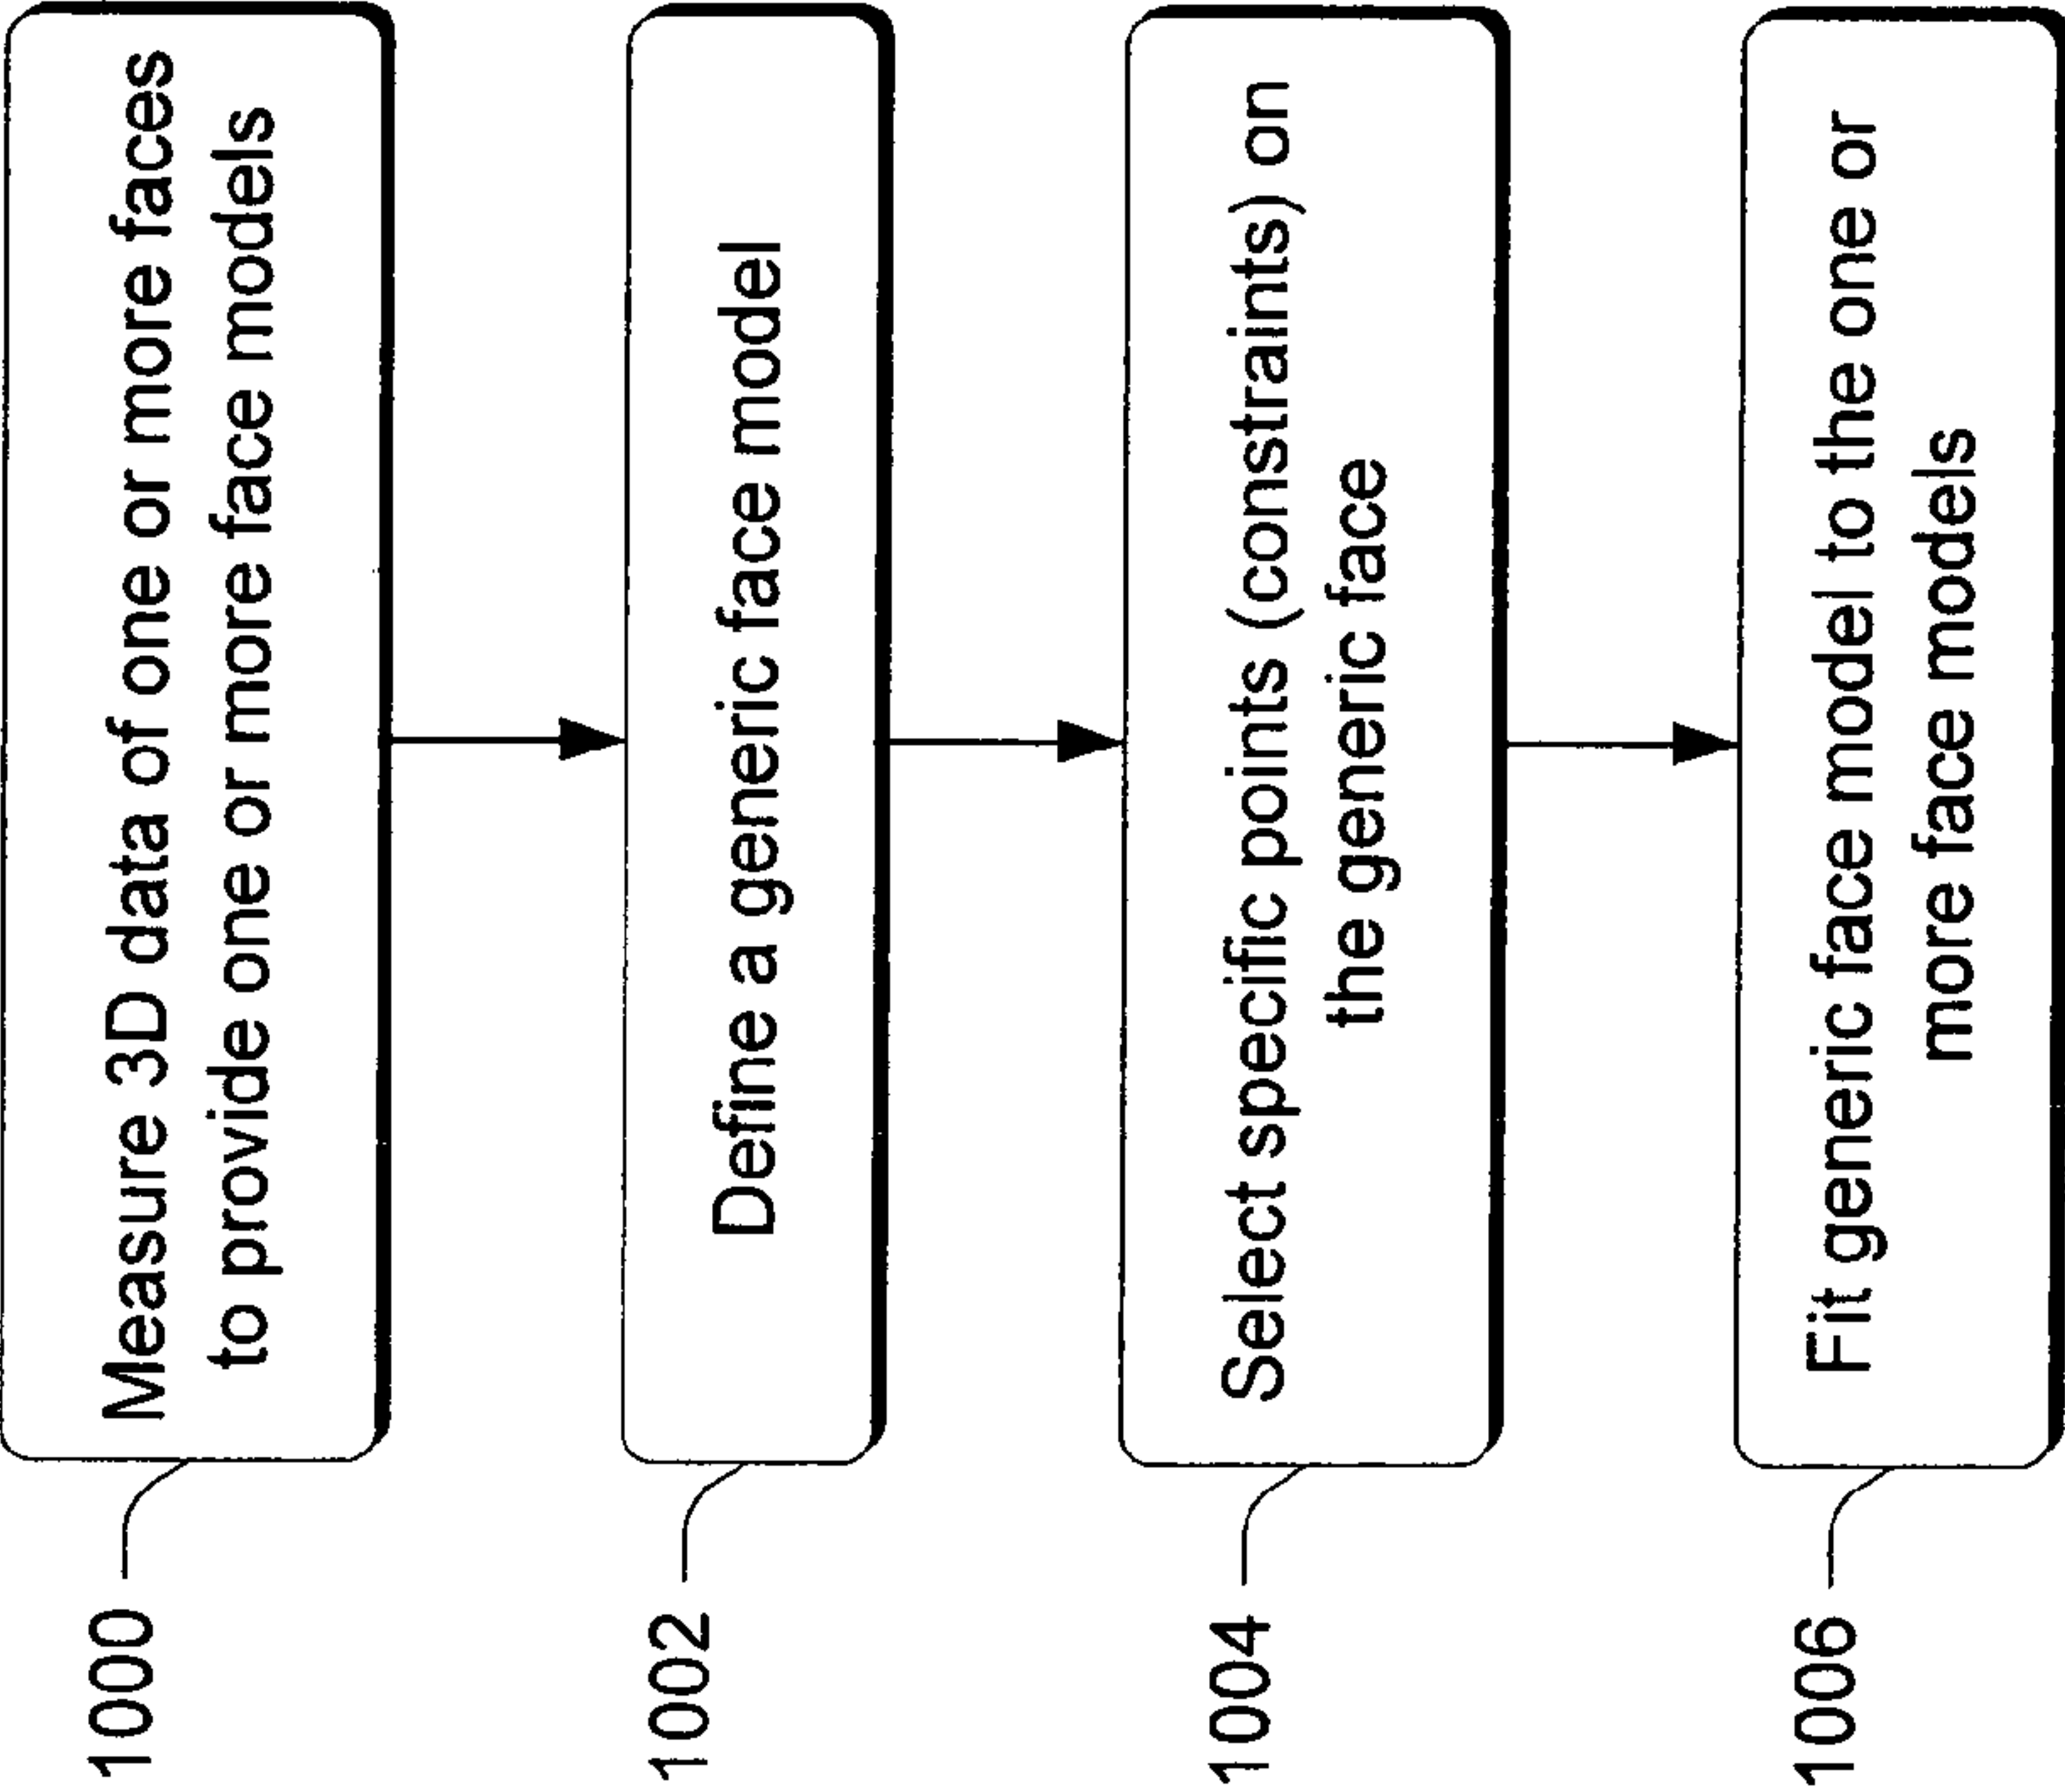 1000
Measure 3D data of one or more faces
to provide one or more face models
1002
Define a generic face model
1004
Select specific points (constraints) on
the generic face
1006
Fit generic face model to the one or
more face models